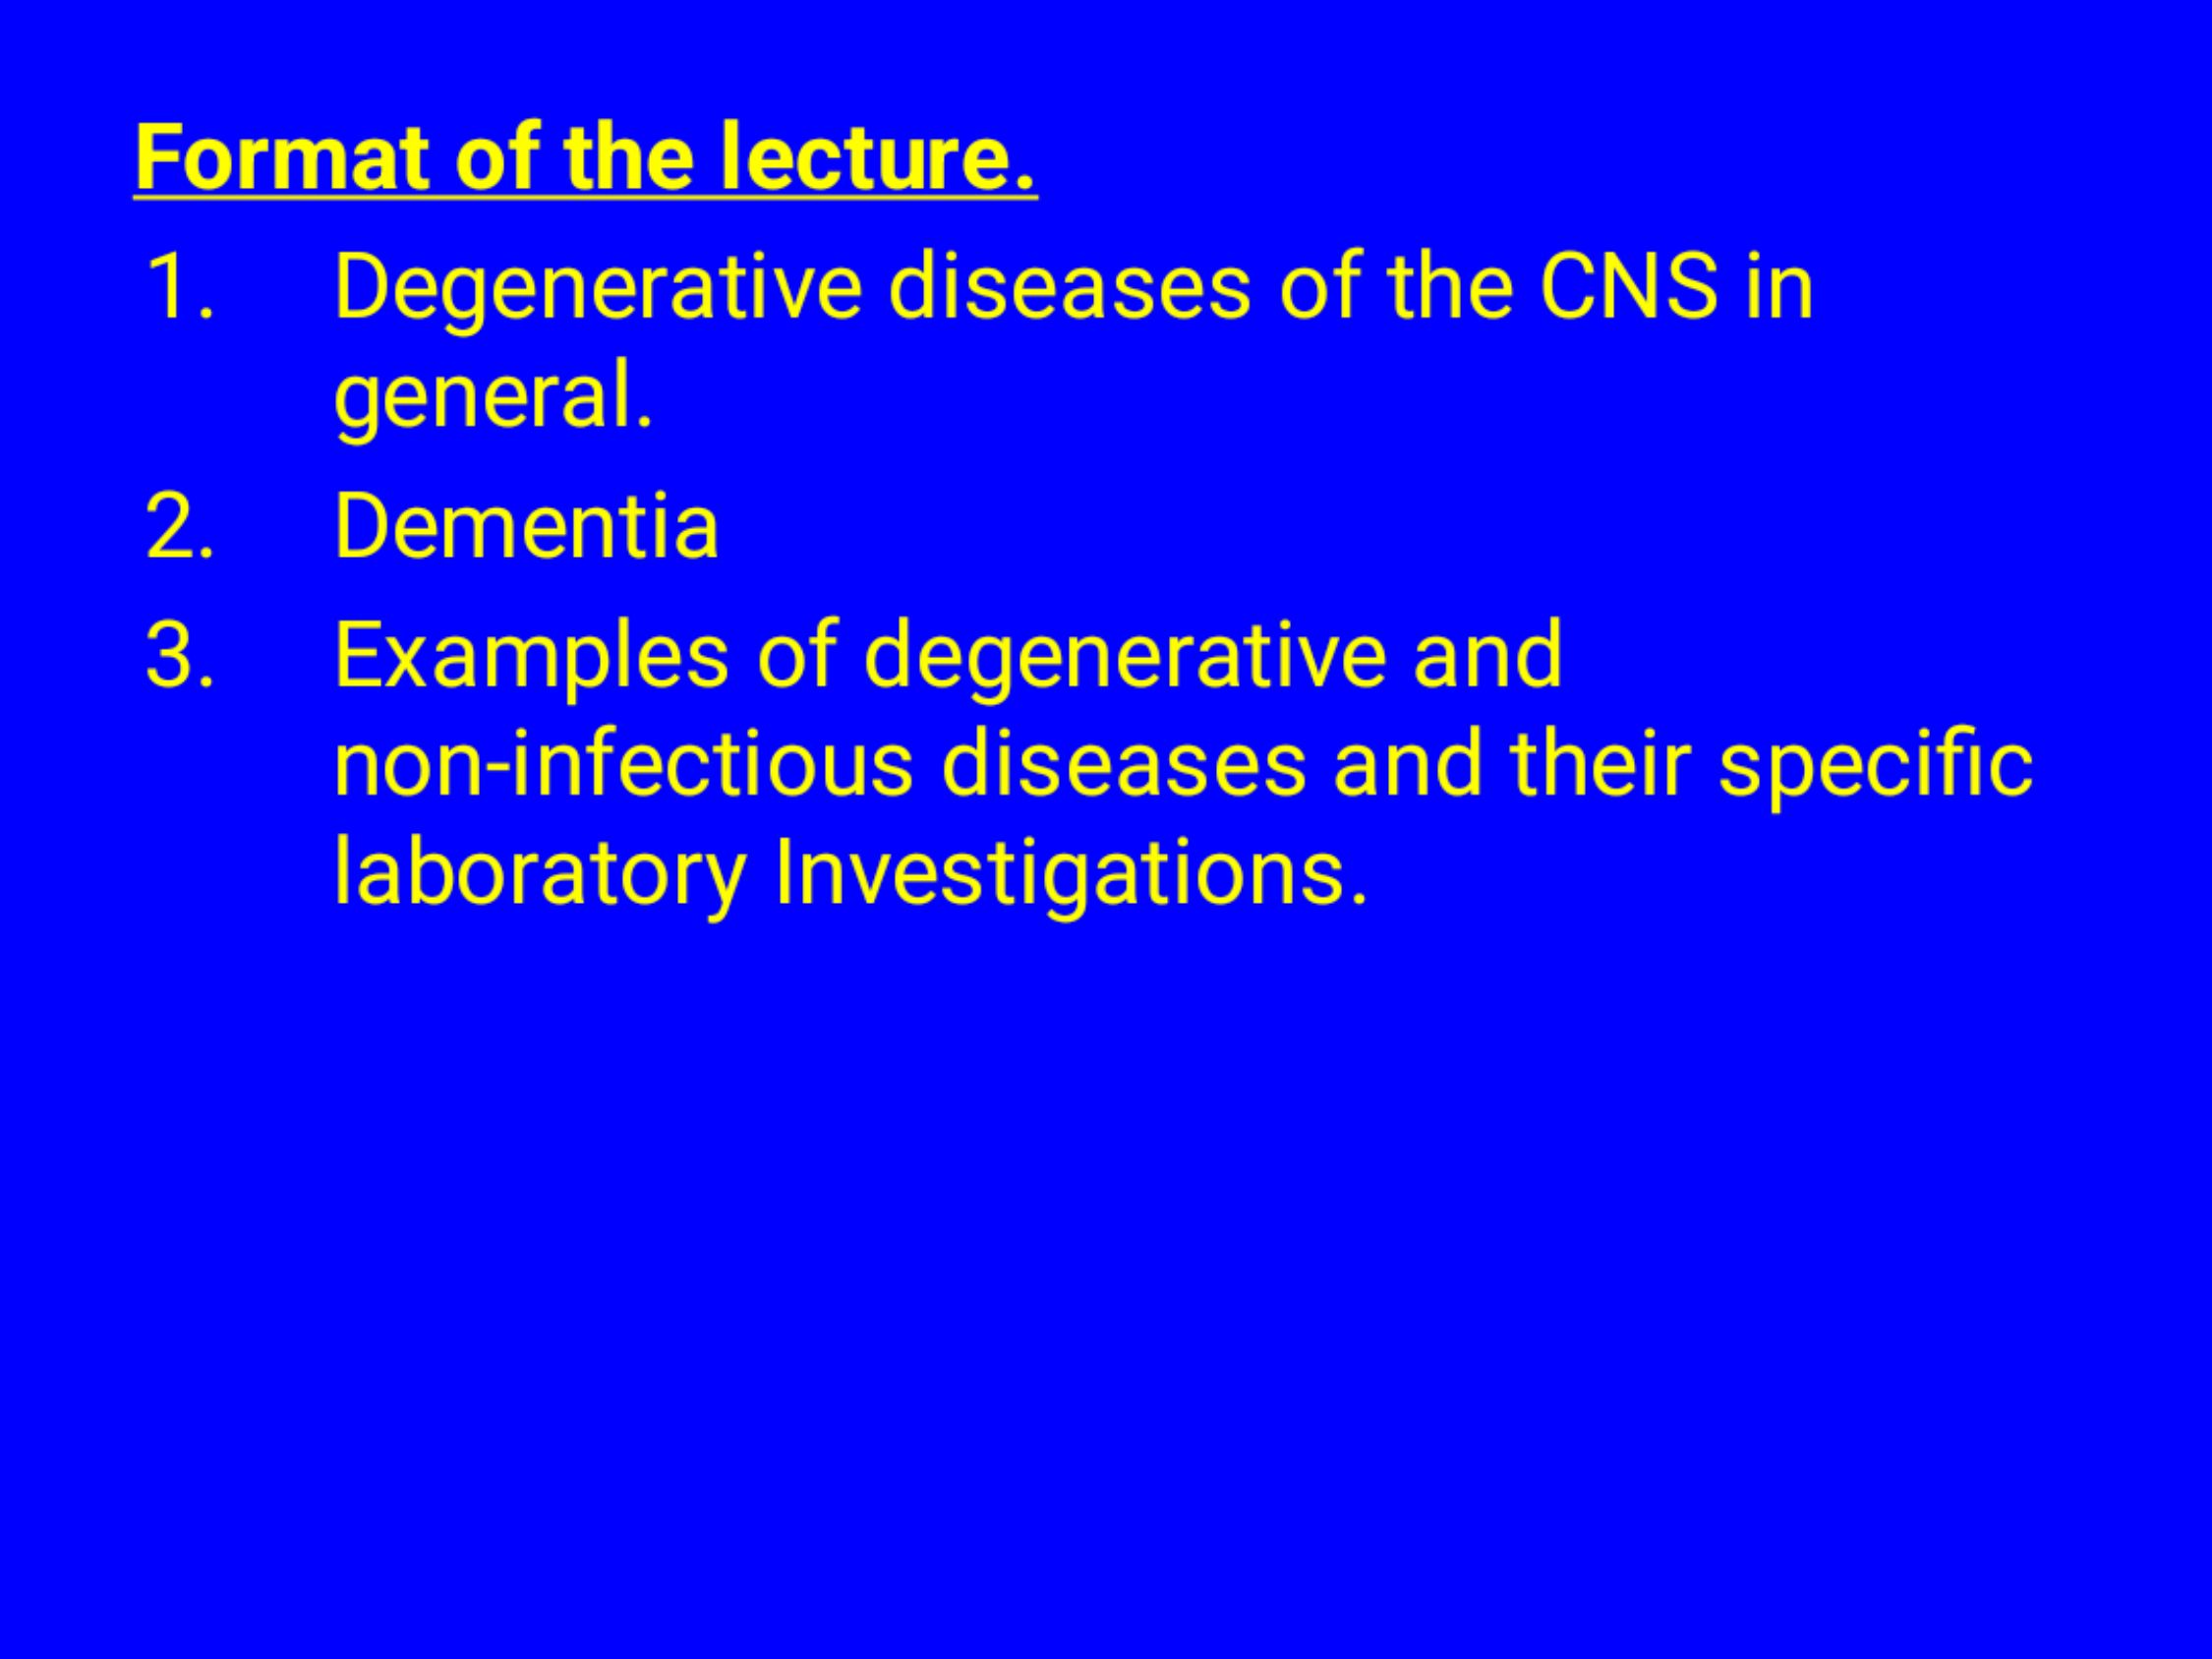 Format of the lecture.
1. Degenerative diseases of the CNS in
general.
2. Dementia
3. Examples of degenerative and
non-infectious diseases and their specific
laboratory Investigations.